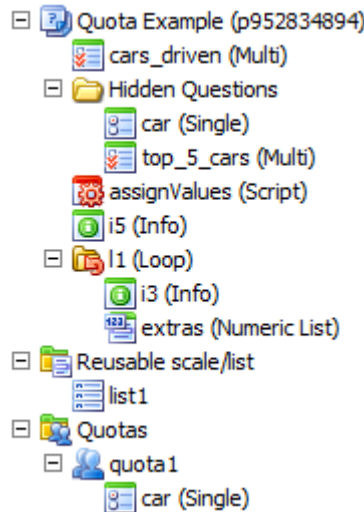 Quota Example (p952834894)
cars_driven (Multi)
Hidden Questions
car (Single)
top_5_cars (Multi)
assignValues (Script)
i5 (Info)
l1 (Loop)
i3 (Info)
extras (Numeric List)
Reusable scale/list
list1
Quotas
quota1
car (Single)